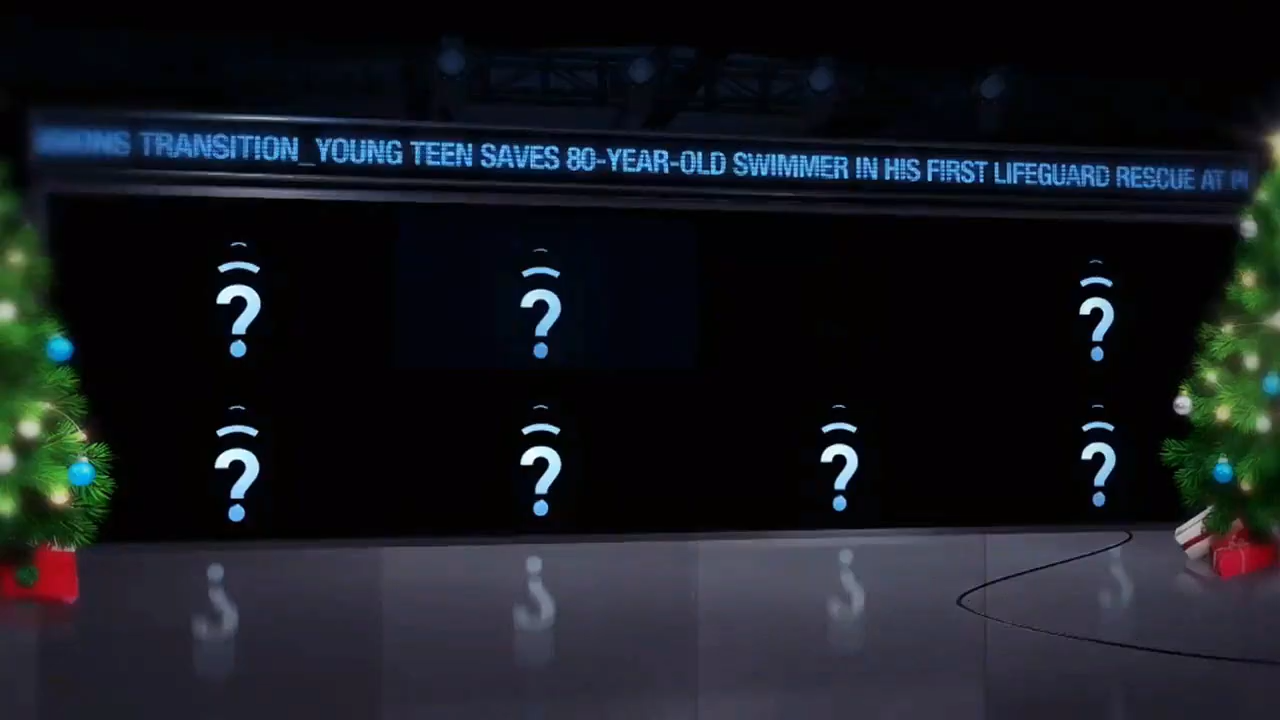 TRANSITION_YOUNG TEEN SAVES 80-YEAR-OLD SWIMMER IN HIS FIRST LIFEGUARD RESCUE AT
? ? ?
? ? ? ?